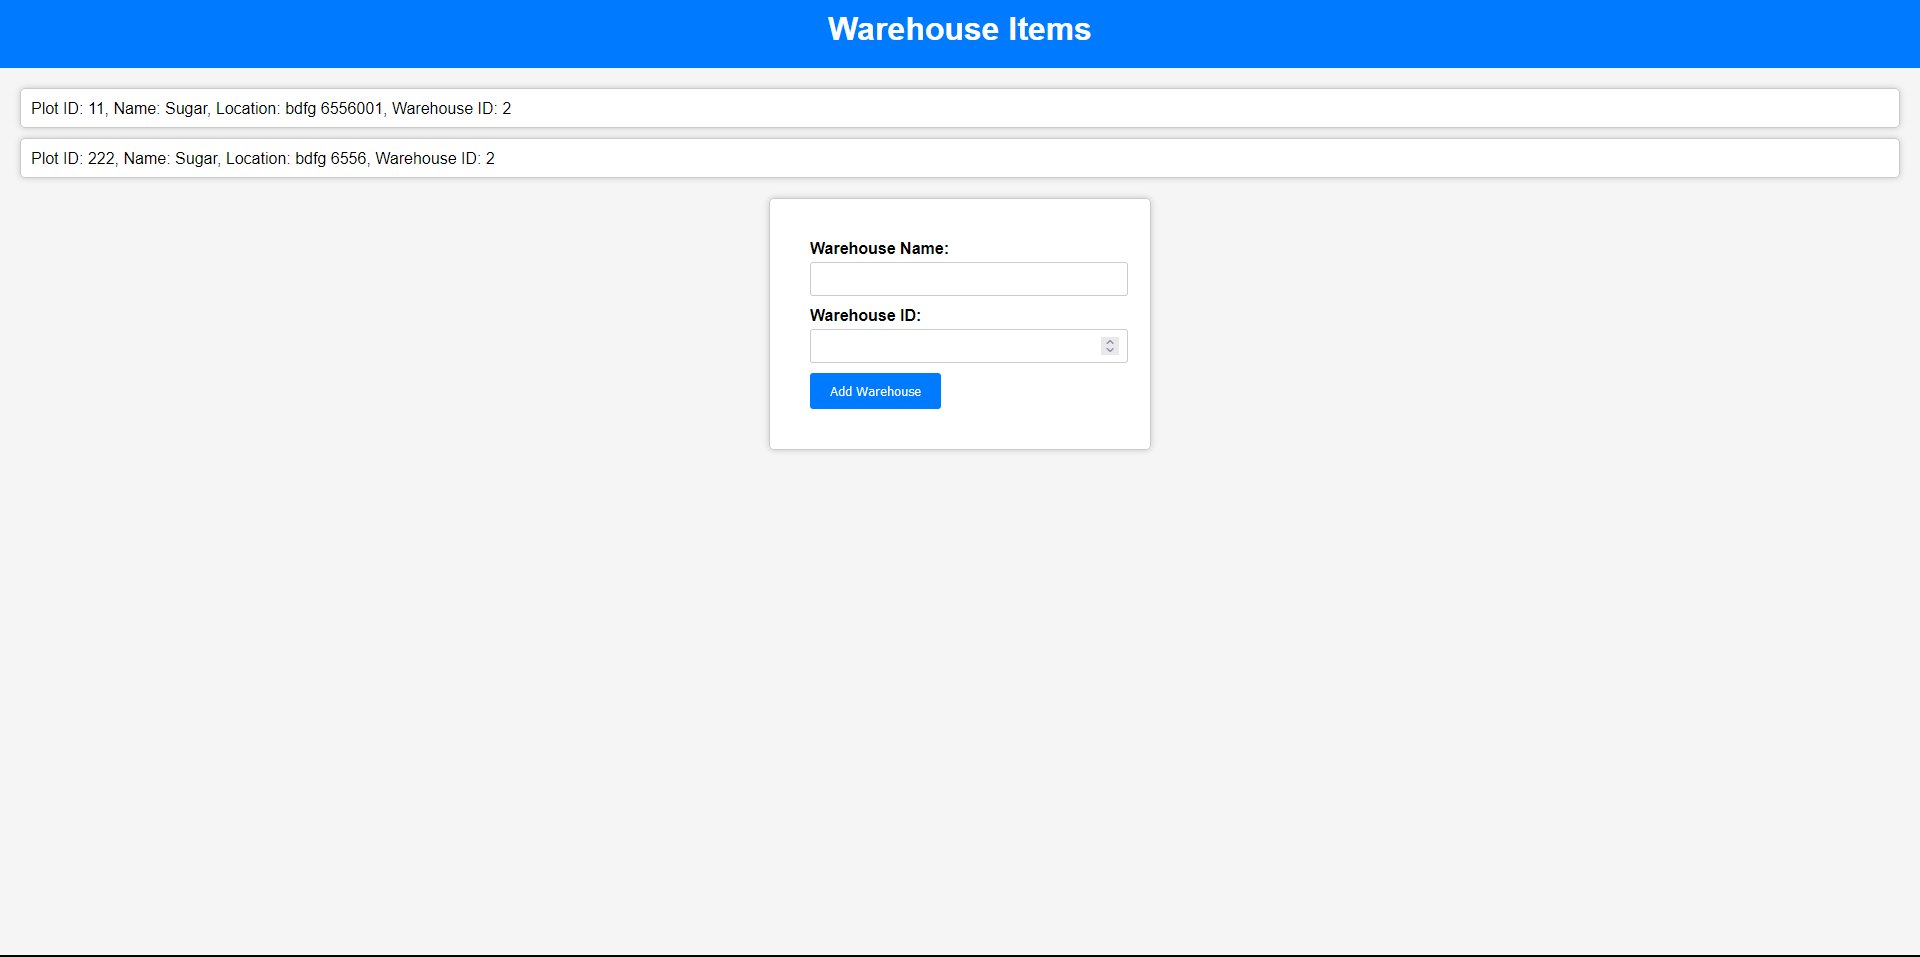 Warehouse Items
Plot ID: 11, Name: Sugar, Location: bdfg 6556001, Warehouse ID: 2
Plot ID: 222, Name: Sugar, Location: bdfg 6556, Warehouse ID: 2
Warehouse Name:
Warehouse ID:
Add Warehouse